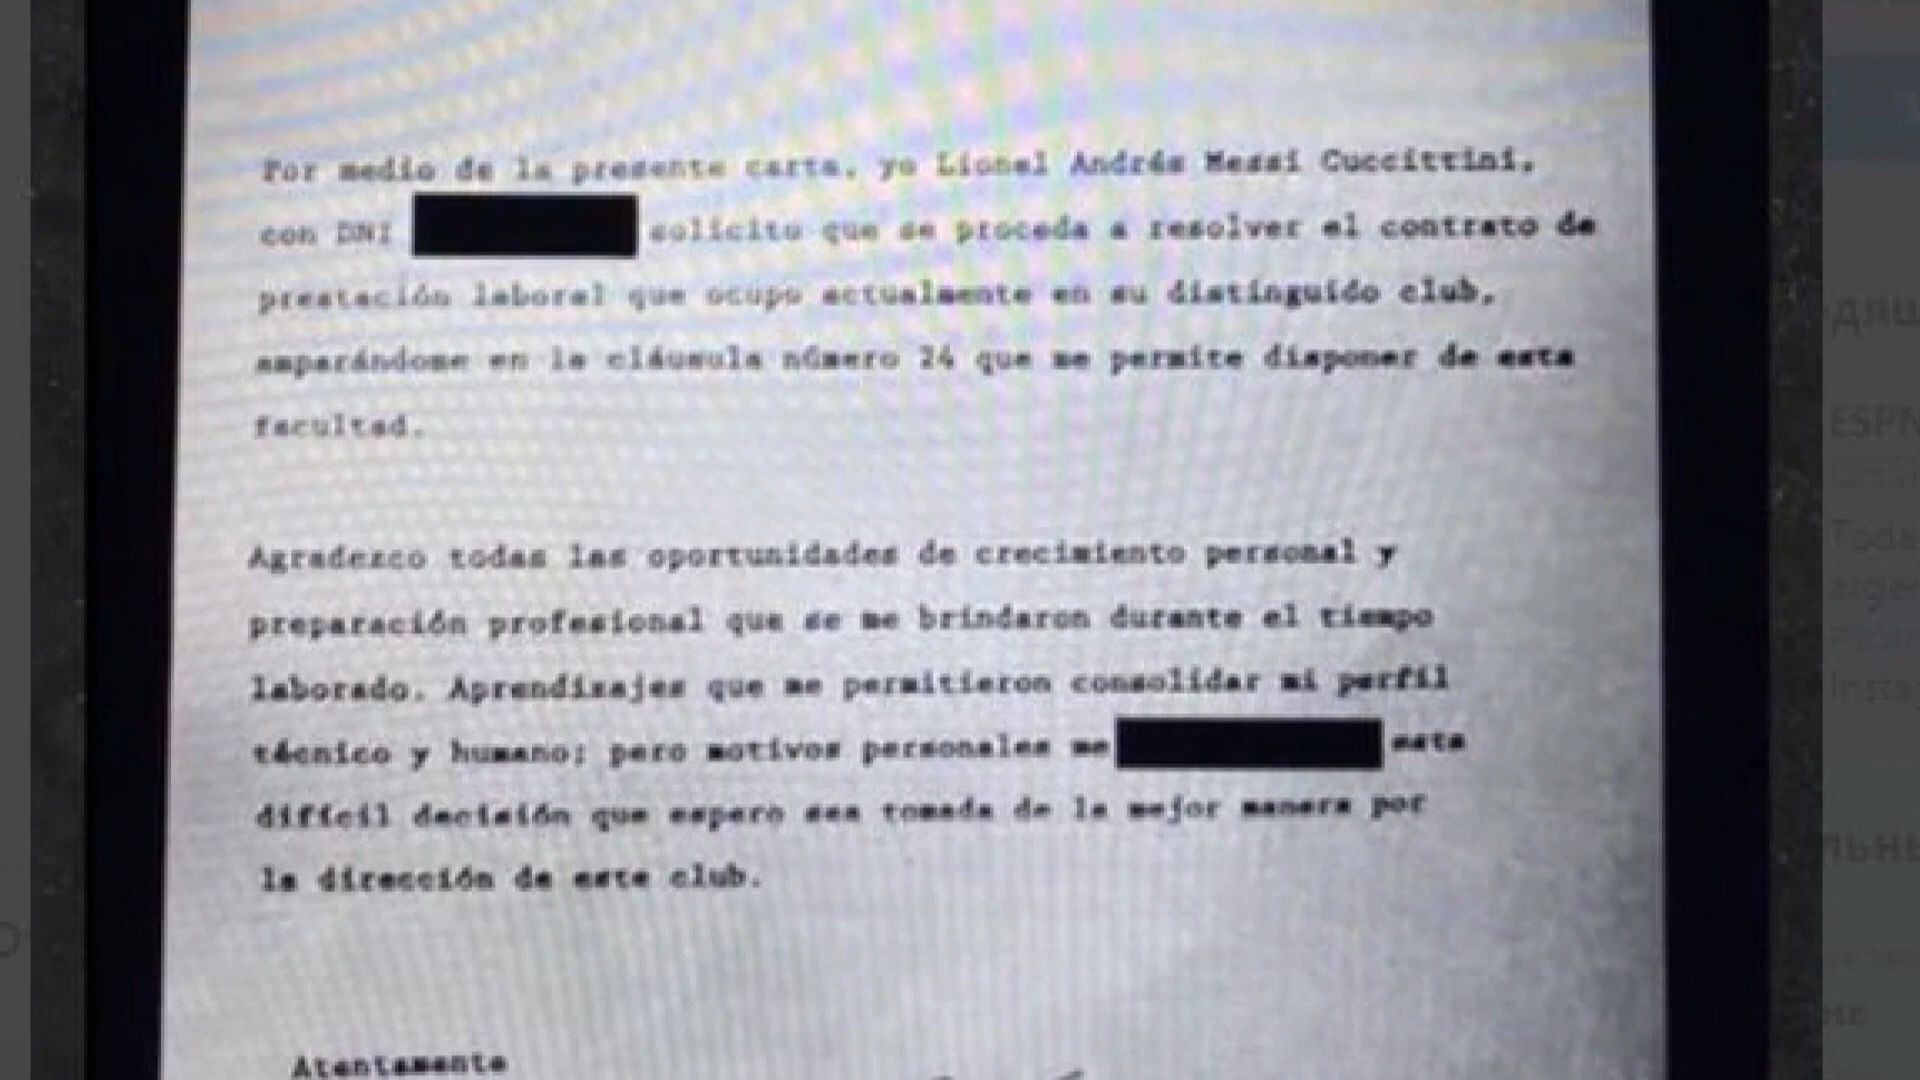 Por medio de la presente carta, yo Lionel Andrés Messi Cuccittini,
con DNI solicito que se proceda a resolver el contrato de
prestación laboral que ocupo actualmente en su distinguido club,
amparándome en la cláusula número 24 que me permite disponer de esta
facultad.
Agradezco todas las oportunidades de crecimiento personal y
preparación profesional que se me brindaron durante el tiempo
laborado. Aprendizajes que me permitieron consolidar mi perfil
técnico y humano; pero motivos personales me esta
difícil decisión que espero sea tomada de la mejor manera por
la dirección de este club.
Atentamente
ESPN